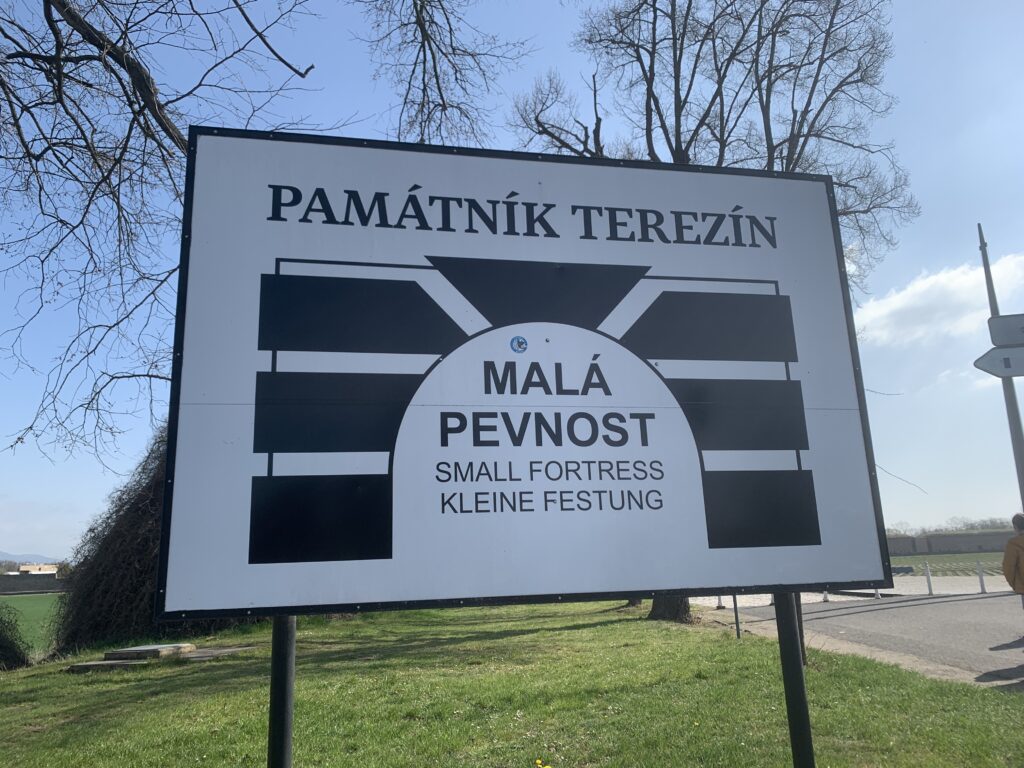 PAMÁTNÍK TEREZÍN
MALÁ
PEVNOST
SMALL FORTRESS
KLEINE FESTUNG